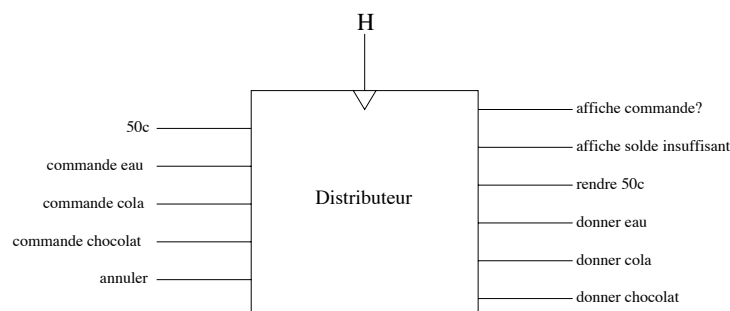 H
50c
commande eau
commande cola
commande chocolat
annuler
Distributeur
affiche commande?
affiche solde insuffisant
rendre 50c
donner eau
donner cola
donner chocolat